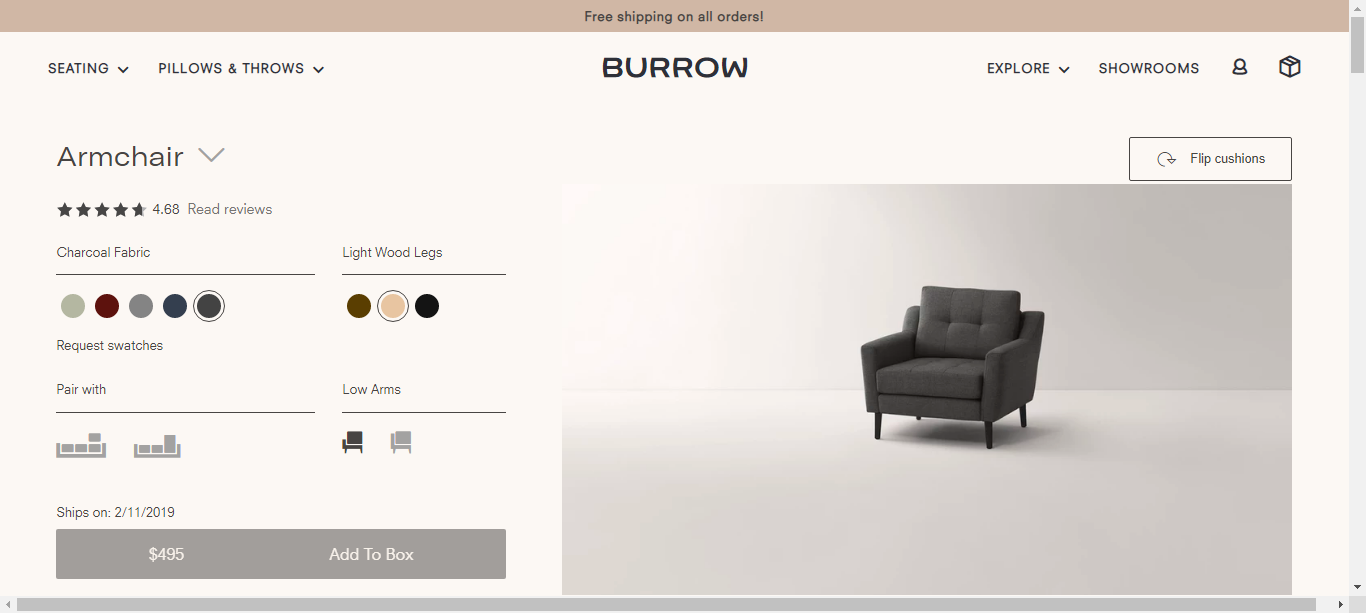 Free shipping on all orders!
SEATING
PILLOWS & THROWS
BURROW
EXPLORE
SHOWROOMS
Armchair
Flip cushions
4.68 Read reviews
Charcoal Fabric
Light Wood Legs
Request swatches
Pair with
Low Arms
Ships on: 2/11/2019
$495
Add To Box